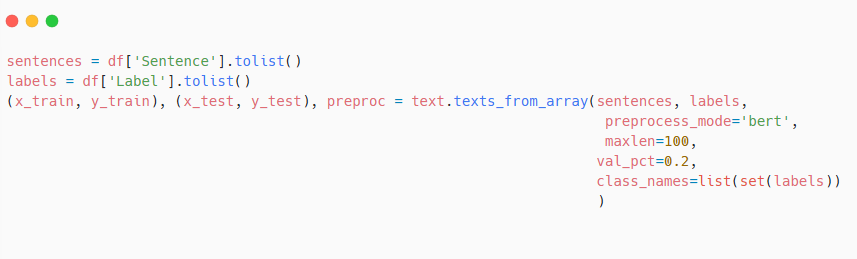 sentences = df['Sentence'].tolist()
labels = df['Label'].tolist()
(x_train, y_train), (x_test, y_test), preproc = text.texts_from_array(sentences, labels,
preprocess_mode='bert',
maxlen=100,
val_pct=0.2,
class_names=list(set(labels))
)